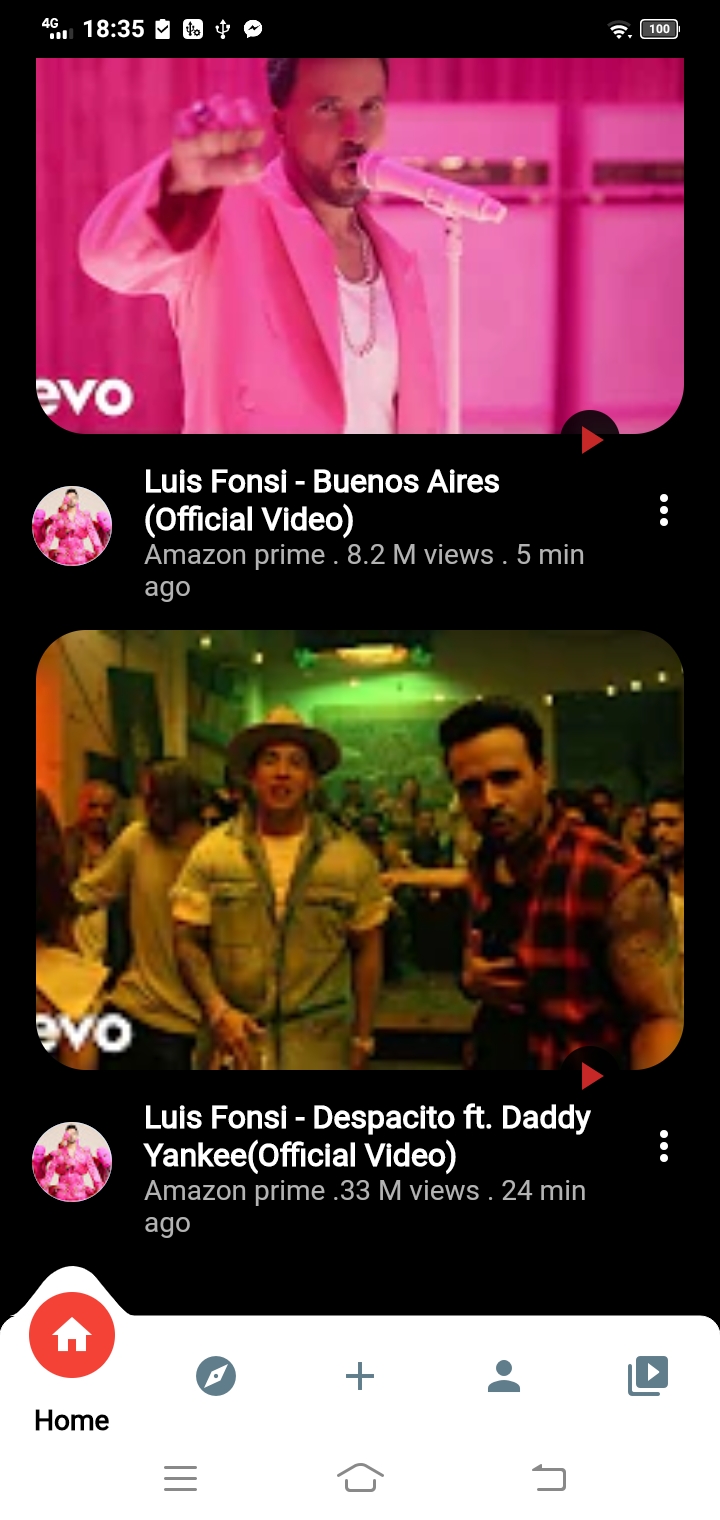 4G 18:35 100
evo
Luis Fonsi - Buenos Aires
(Official Video)
Amazon prime . 8.2 M views . 5 min
ago
evo
Luis Fonsi - Despacito ft. Daddy
Yankee(Official Video)
Amazon prime .33 M views . 24 min
ago
Home